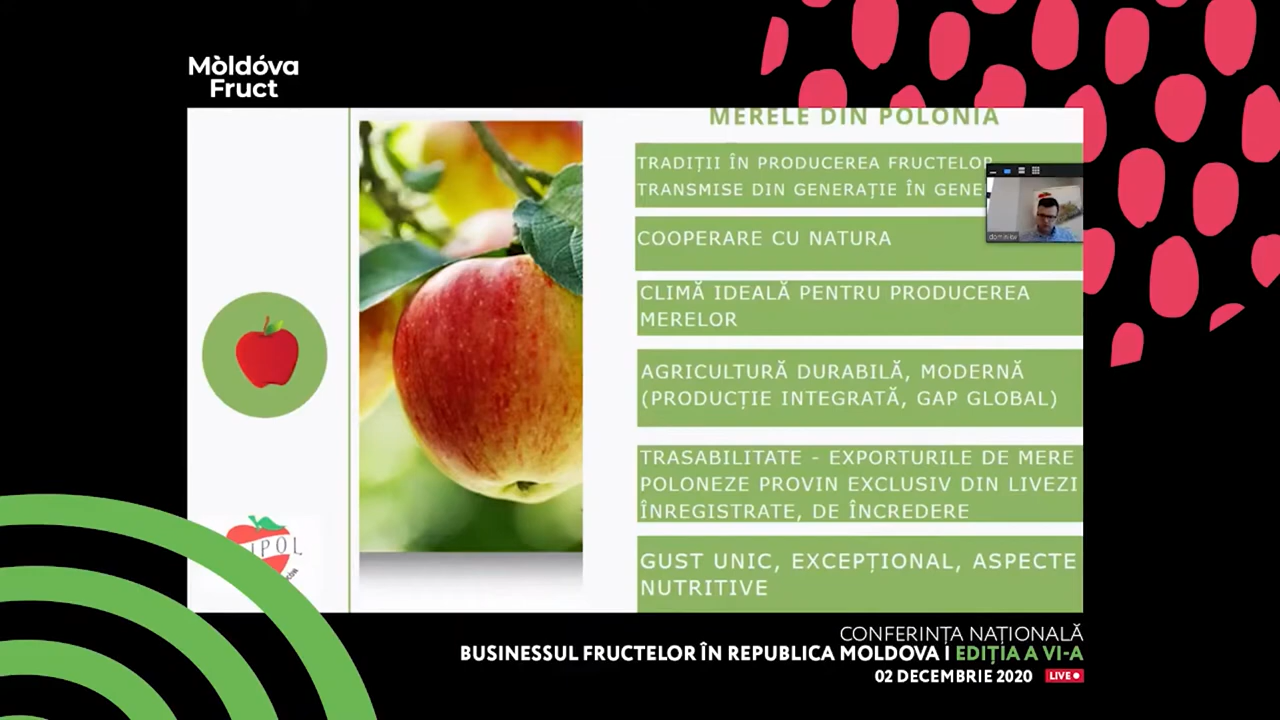 Mòldóva
Fruct
MERELE DIN POLONIA
TRADIȚII ÎN PRODUCEREA FRUCTELOR
TRANSMISE DIN GENERAȚIE ÎN GENE
COOPERARE CU NATURA
CLIMĂ IDEALĂ PENTRU PRODUCEREA
MERELOR
AGRICULTURĂ DURABILĂ, MODERNĂ
(PRODUCȚIE INTEGRATĂ, GAP GLOBAL)
TRASABILITATE - EXPORTURILE DE MERE
POLONEZE PROVIN EXCLUSIV DIN LIVEZI
ÎNREGISTRATE, DE ÎNCREDERE
GUST UNIC, EXCEPȚIONAL, ASPECTE
NUTRITIVE
IPOL
CONFERINȚA NAȚIONALĂ
BUSINESSUL FRUCTELOR ÎN REPUBLICA MOLDOVA I EDIȚIA A VI-A
02 DECEMBRIE 2020 LIVE